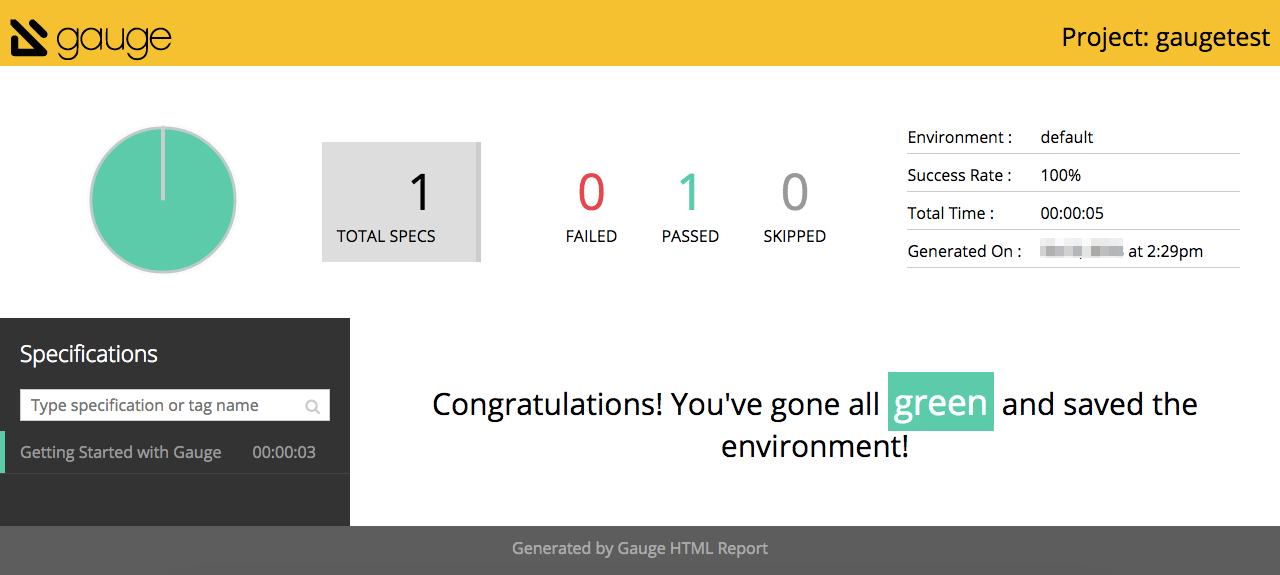 gauge
Project: gaugetest
1
TOTAL SPECS
0
FAILED
1
PASSED
0
SKIPPED
Environment : default
Success Rate : 100%
Total Time : 00:00:05
Generated On : at 2:29pm
Specifications
Type specification or tag name
Getting Started with Gauge 00:00:03
Congratulations! You've gone all green and saved the
environment!
Generated by Gauge HTML Report